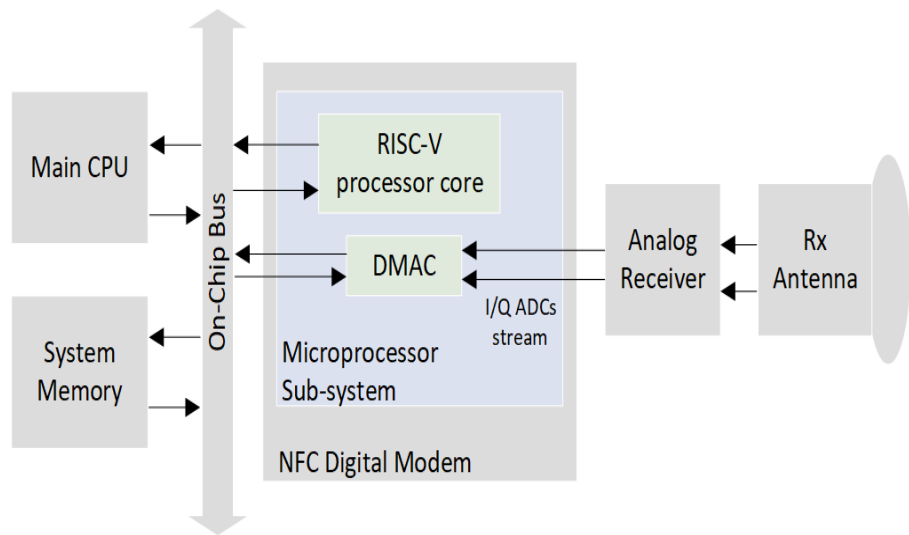 Main CPU
System
Memory
On-Chip Bus
RISC-V
processor core
DMAC
I/Q ADCs
stream
Microprocessor
Sub-system
NFC Digital Modem
Analog
Receiver
Rx
Antenna